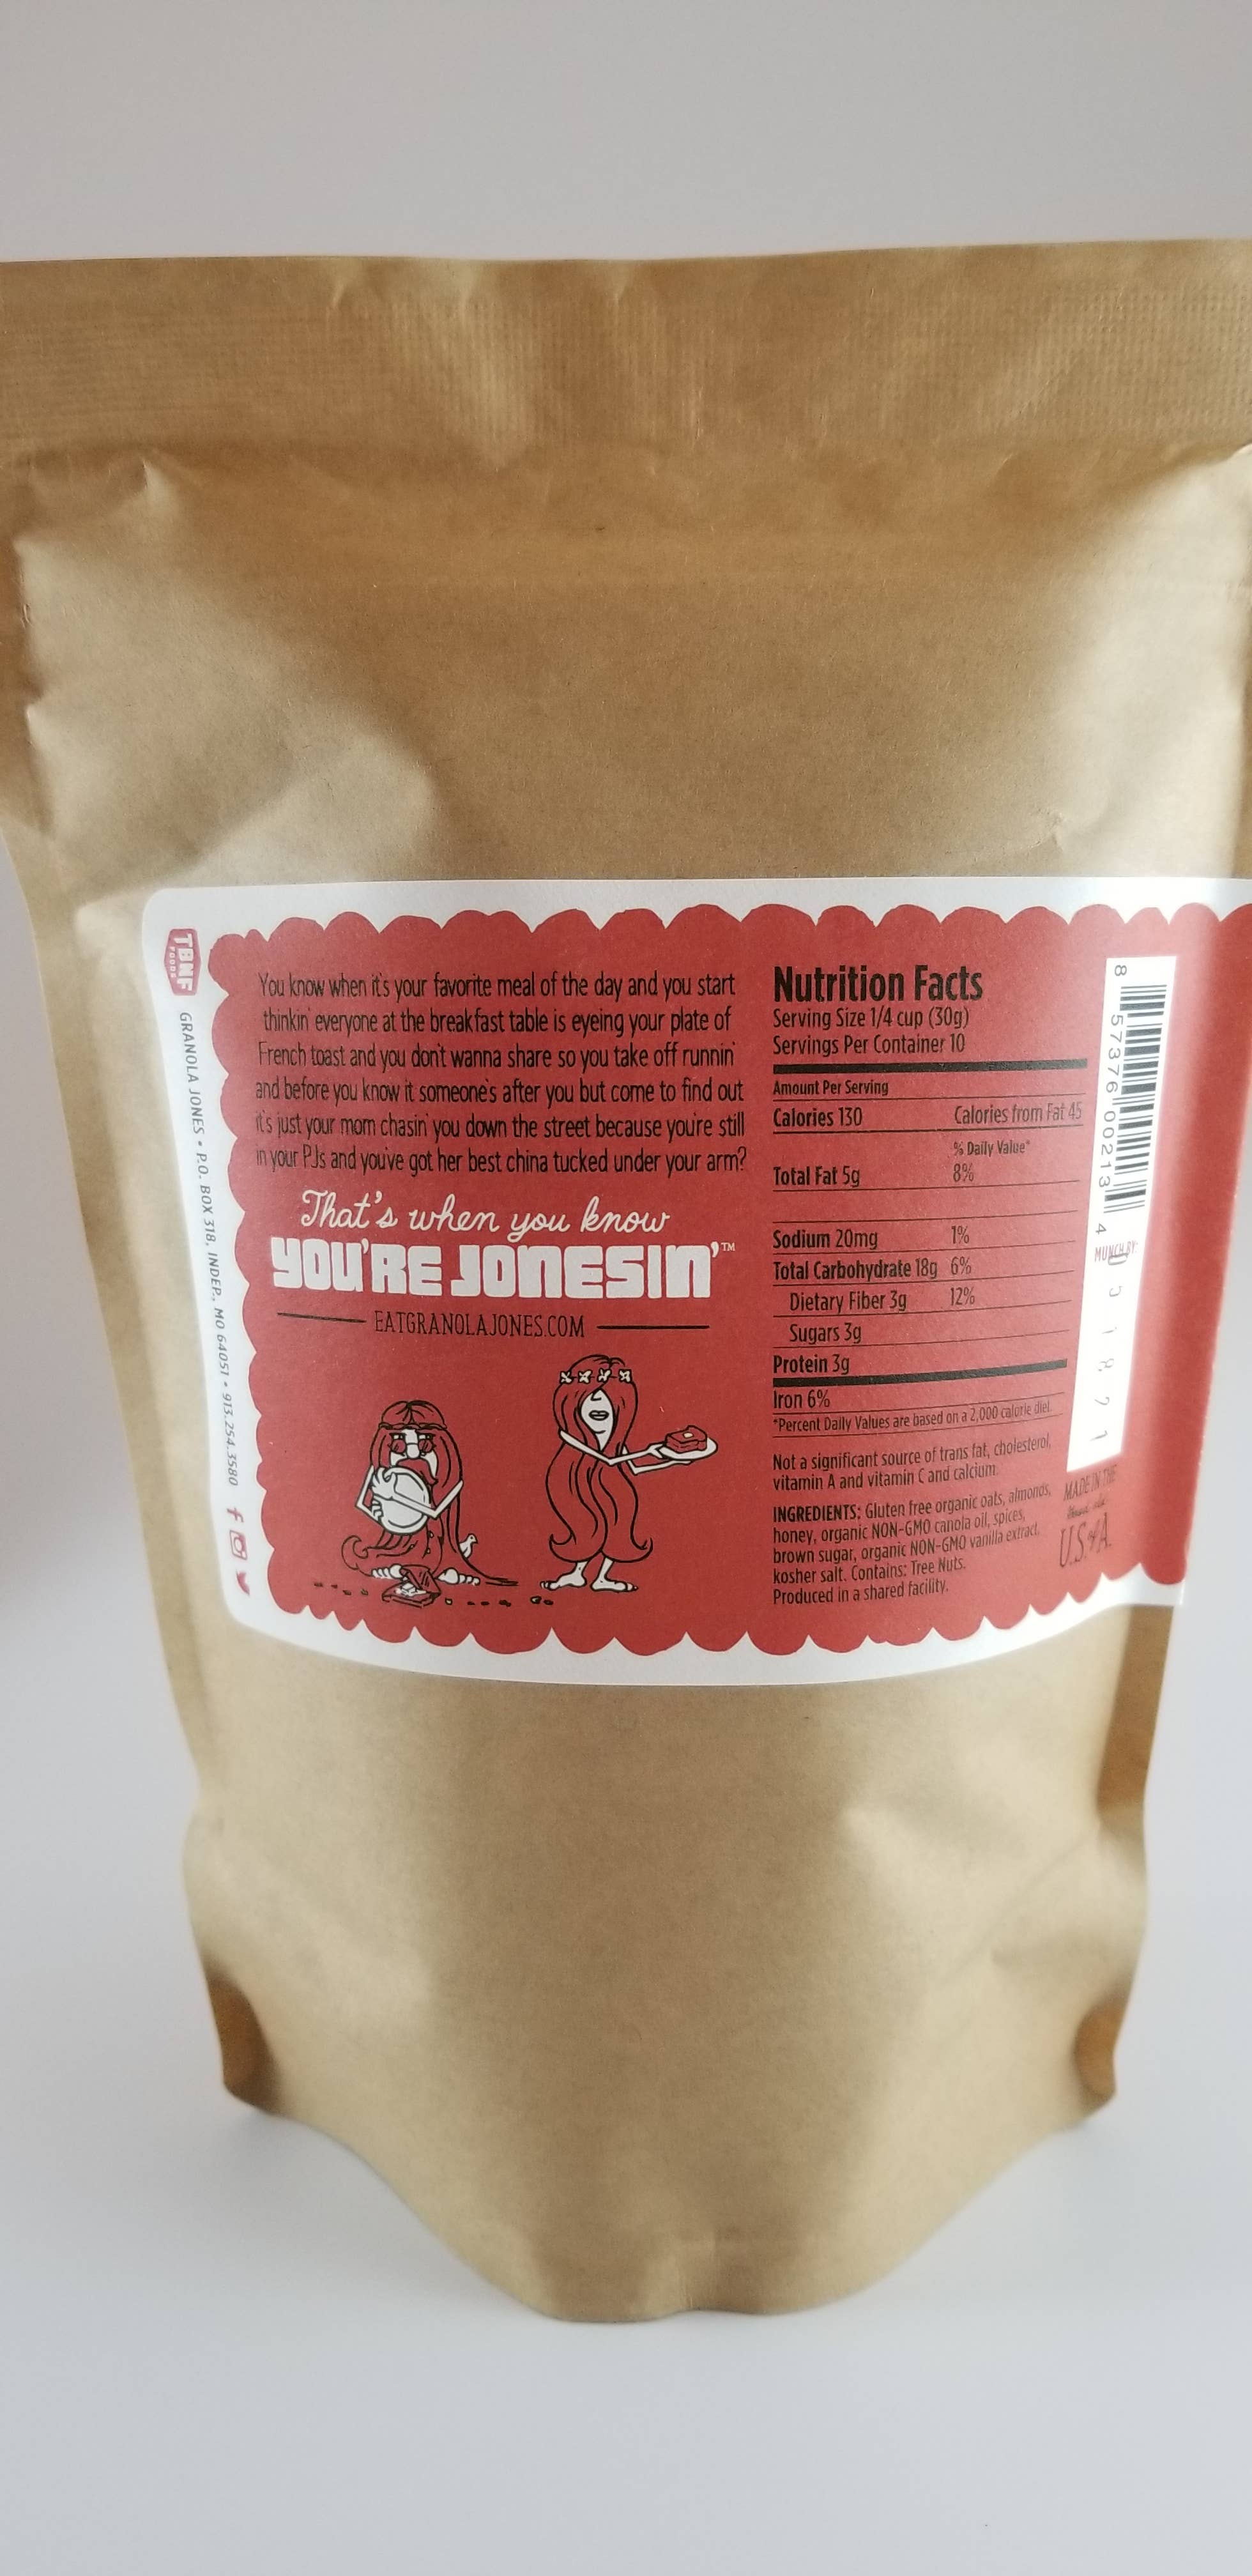 TBMF
FOODS
GRANOLA JONES • P.O. BOX 318, INDEP., MO 64051 • 913.254.3580
You know when it's your favorite meal of the day and you start
thinkin' everyone at the breakfast table is eyeing your plate of
French toast and you don't wanna share so you take off runnin'
and before you know it someone's after you but come to find out
it's just your mom chasin' you down the street because you're still
in your PJs and you've got her best china tucked under your arm?
That's when you know
YOU'RE JONESIN'™
EATGRANOLAJONES.COM
Nutrition Facts
Serving Size 1/4 cup (30g)
Servings Per Container 10
Amount Per Serving
Calories 130 Calories from Fat 45
% Daily Value*
Total Fat 5g 8%
Sodium 20mg 1%
Total Carbohydrate 18g 6%
Dietary Fiber 3g 12%
Sugars 3g
Protein 3g
Iron 6%
*Percent Daily Values are based on a 2,000 calorie diet.
Not a significant source of trans fat, cholesterol,
vitamin A and vitamin C and calcium.
INGREDIENTS: Gluten free organic oats, almonds,
honey, organic NON-GMO canola oil, spices,
brown sugar, organic NON-GMO vanilla extract,
kosher salt. Contains: Tree Nuts.
Produced in a shared facility.
8 57376 00213 4
MUNCH BY:
MADE IN THE
U.S. of A.